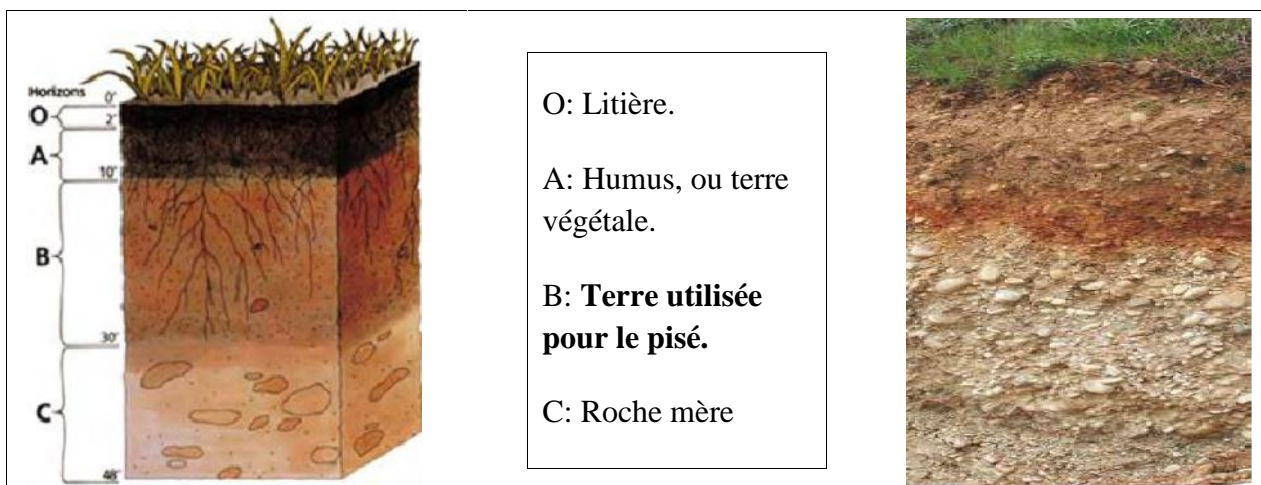 Horizons
0"
O
2"
A
10"
B
30"
C
48"
O: Litière.
A: Humus, ou terre
végétale.
B: Terre utilisée
pour le pisé.
C: Roche mère